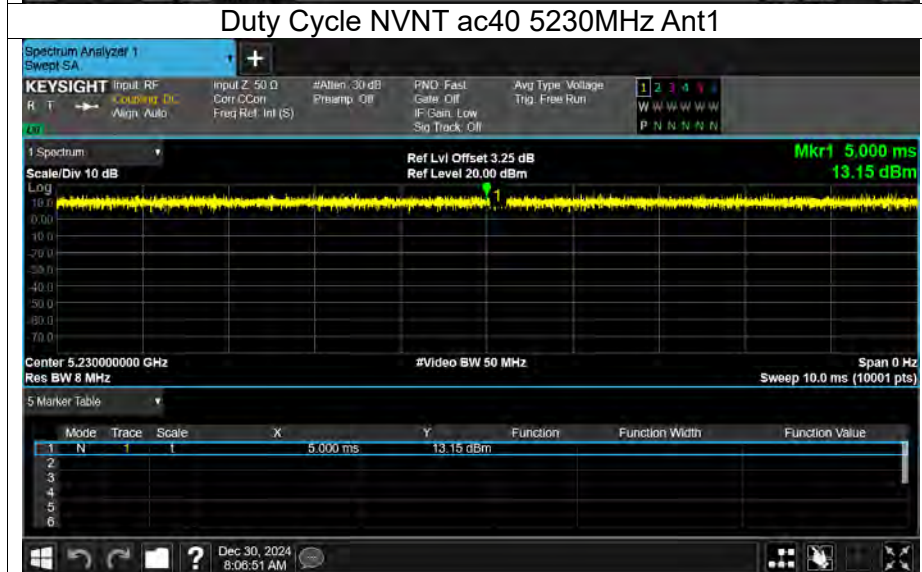 Duty Cycle NVNT ac40 5230MHz Ant1
Spectrum Analyzer 1
Swept SA
+
KEYSIGHT Input: RF Input Z: 50 Ω #Atten: 30 dB PNO: Fast Avg Type: Voltage 1 2 3 4 5 6
R T Coupling: DC Corr CCorr Preamp: Off Gate: Off Trig: Free Run W W W W W W
Align: Auto Freq Ref: Int (S) IF Gain: Low
Sig Track: Off P N N N N N
1 Spectrum Ref Lvl Offset 3.25 dB Mkr1 5.000 ms
Scale/Div 10 dB Ref Level 20.00 dBm 13.15 dBm
Log
10.0
1
0.00
-10.0
-20.0
-30.0
-40.0
-50.0
-60.0
-70.0
Center 5.230000000 GHz #Video BW 50 MHz Span 0 Hz
Res BW 8 MHz Sweep 10.0 ms (10001 pts)
5 Marker Table
Mode Trace Scale X Y Function Function Width Function Value
1 N 1 t 5.000 ms 13.15 dBm
2
3
4
5
6
? Dec 30, 2024
8:06:51 AM